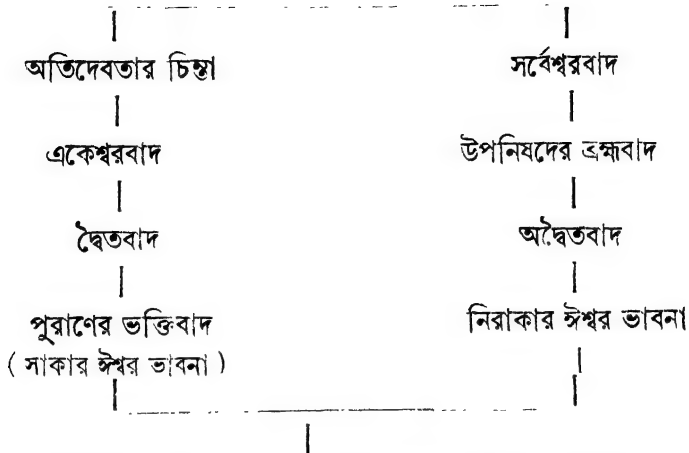 অতিদেবতার চিন্তা
সর্বেশ্বরবাদ
একেশ্বরবাদ
উপনিষদের ব্রহ্মবাদ
দ্বৈতবাদ
অদ্বৈতবাদ
পুরাণের ভক্তিবাদ
নিরাকার ঈশ্বর ভাবনা
( সাকার ঈশ্বর ভাবনা )